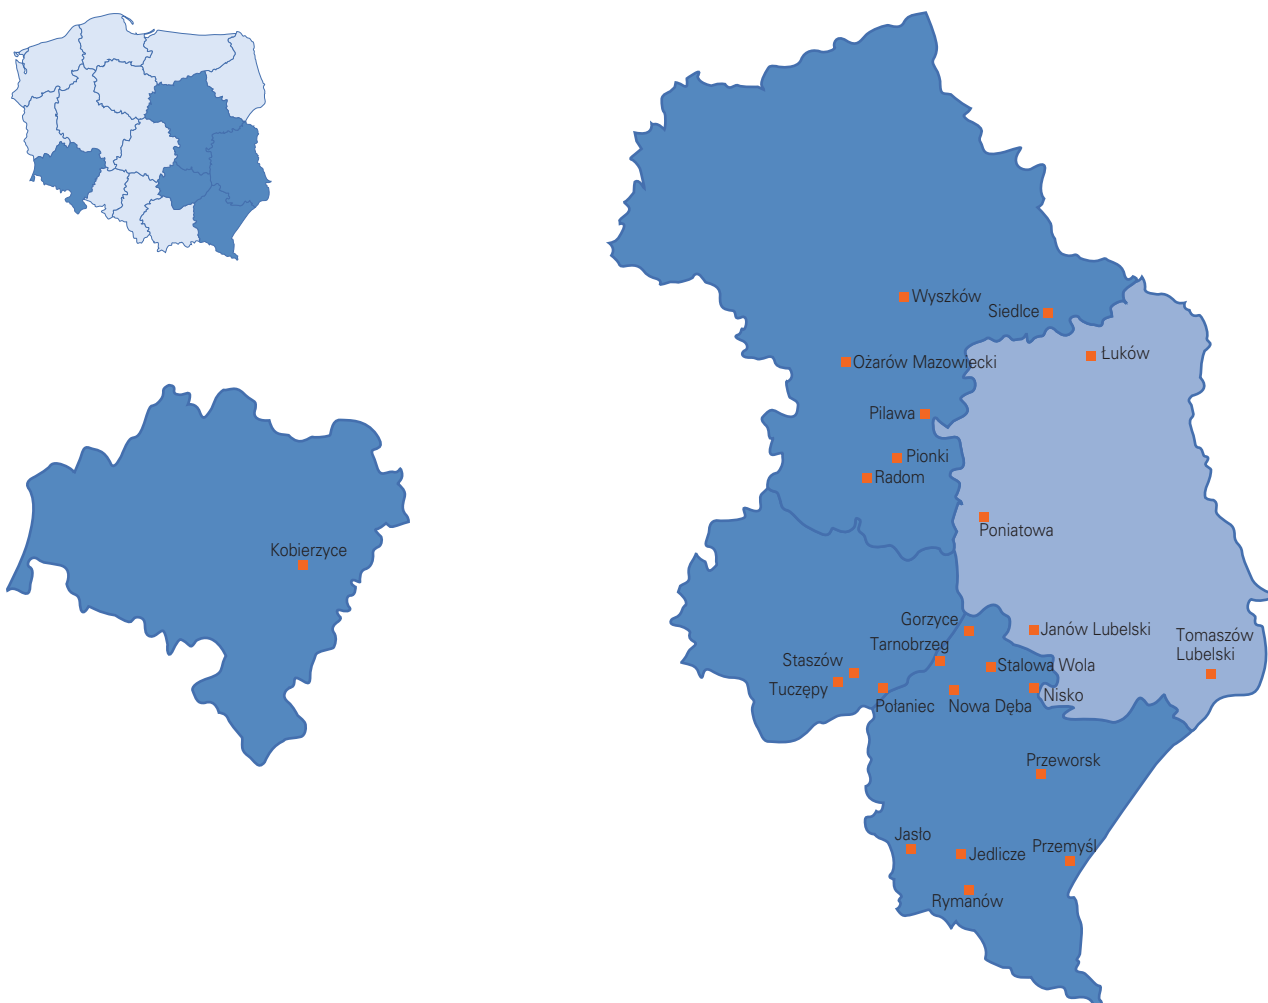 Wyszków
Siedlce
Łuków
Ożarów Mazowiecki
Pilawa
Pionki
Radom
Poniatowa
Kobierzyce
Gorzyce
Janów Lubelski
Tomaszów
Lubelski
Tarnobrzeg
Staszów
Stalowa Wola
Tuczępy
Nisko
Połaniec
Nowa Dęba
Przeworsk
Jasło
Jedlicze
Przemyśl
Rymanów